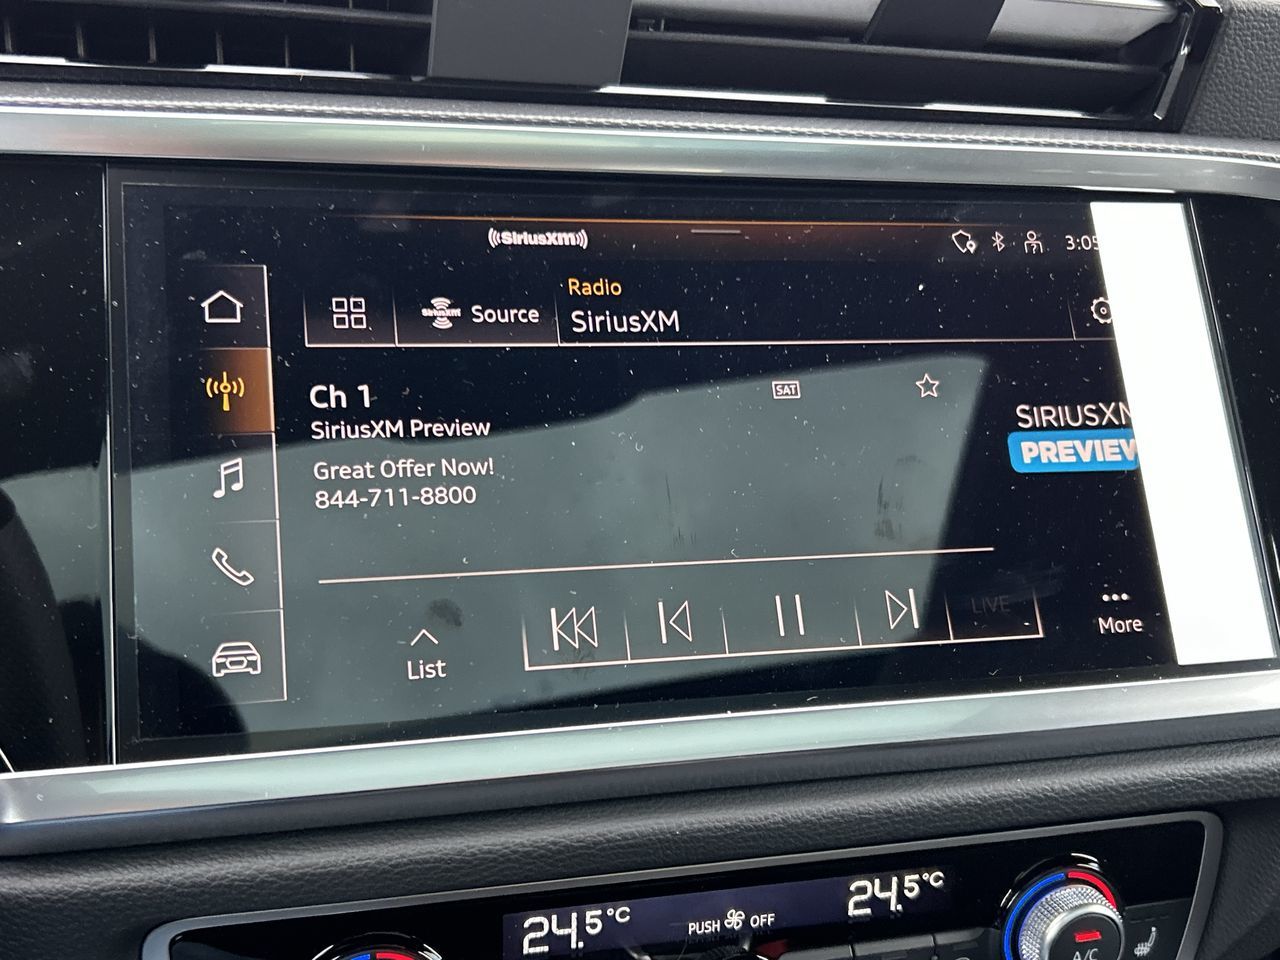 SiriusXM
3:05
Radio
SiriusXM
Source
SiriusXM
Ch 1
SAT
SiriusXM Preview
SIRIUSXM
PREVIEW
Great Offer Now!
844-711-8800
LIVE
List
More
24.5°C
PUSH OFF
24.5°C
A/C